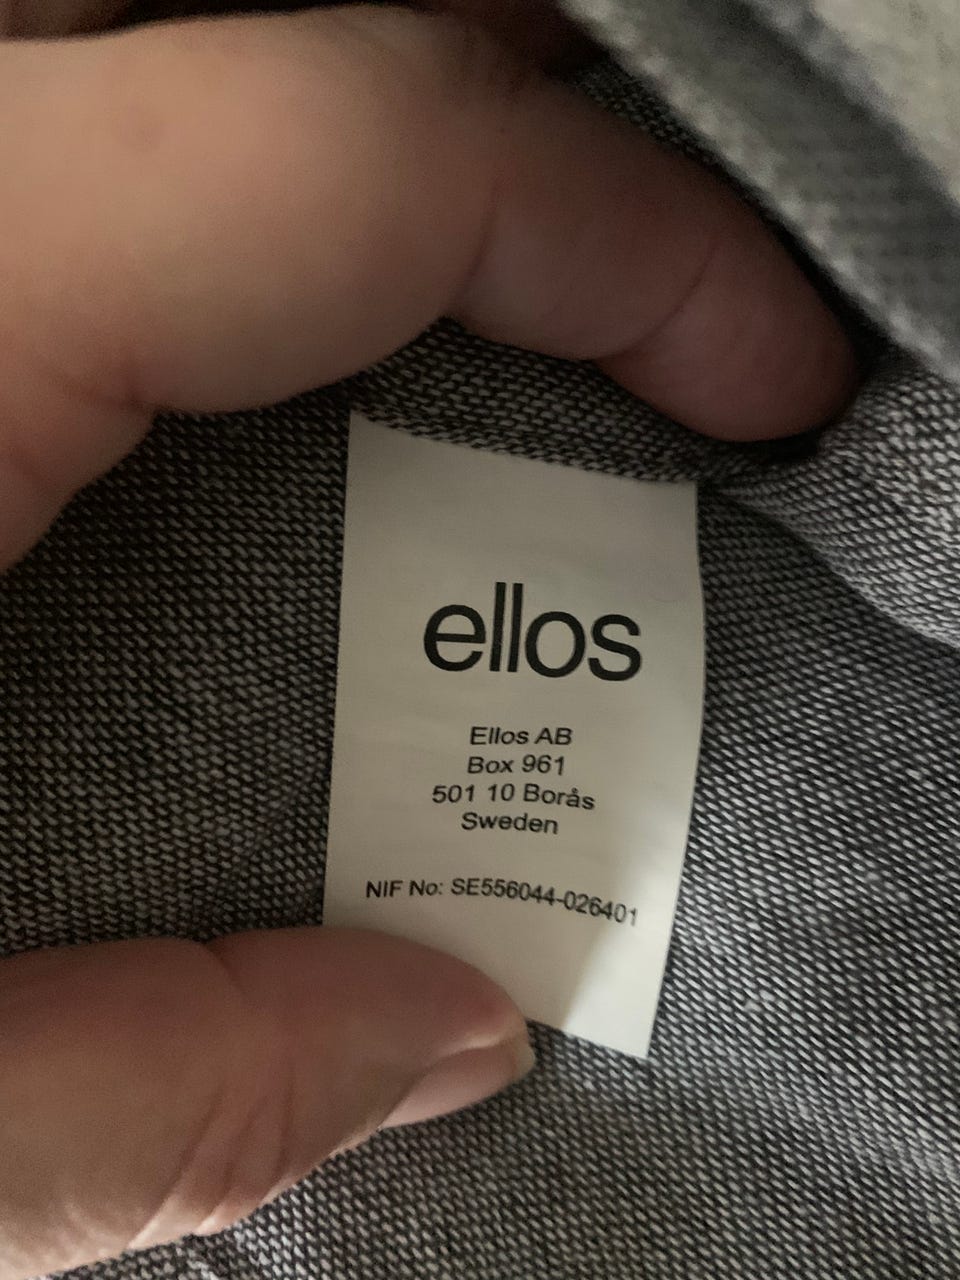 ellos
Ellos AB
Box 961
501 10 Borås
Sweden
NIF No: SE556044-026401